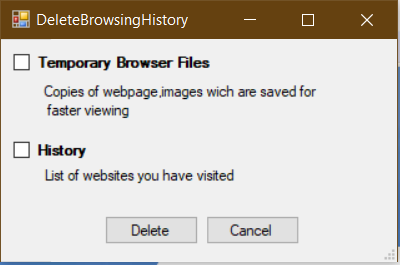 DeleteBrowsingHistory
Temporary Browser Files
Copies of webpage,images wich are saved for
faster viewing
History
List of websites you have visited
Delete
Cancel